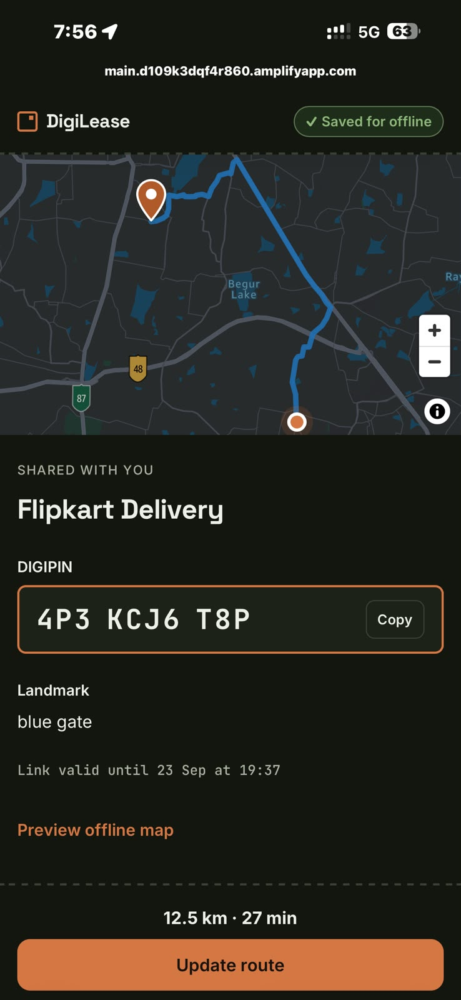 7:56
5G
63
main.d109k3dqf4r860.amplifyapp.com
DigiLease
✓ Saved for offline
Begur
Lake
Ray
48
87
+
−
SHARED WITH YOU
Flipkart Delivery
DIGIPIN
4P3 KCJ6 T8P
Copy
Landmark
blue gate
Link valid until 23 Sep at 19:37
Preview offline map
12.5 km · 27 min
Update route